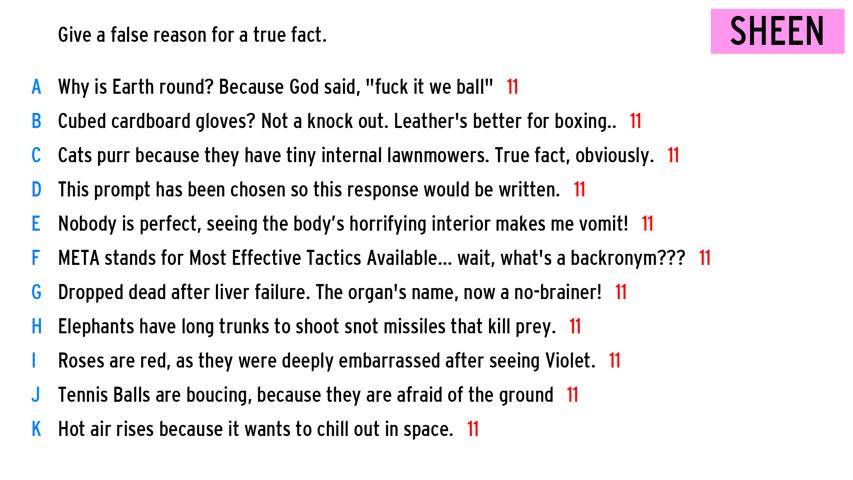 Give a false reason for a true fact.
SHEEN
A Why is Earth round? Because God said, "fuck it we ball" 11
B Cubed cardboard gloves? Not a knock out. Leather's better for boxing.. 11
C Cats purr because they have tiny internal lawnmowers. True fact, obviously. 11
D This prompt has been chosen so this response would be written. 11
E Nobody is perfect, seeing the body’s horrifying interior makes me vomit! 11
F META stands for Most Effective Tactics Available... wait, what's a backronym??? 11
G Dropped dead after liver failure. The organ's name, now a no-brainer! 11
H Elephants have long trunks to shoot snot missiles that kill prey. 11
I Roses are red, as they were deeply embarrassed after seeing Violet. 11
J Tennis Balls are boucing, because they are afraid of the ground 11
K Hot air rises because it wants to chill out in space. 11